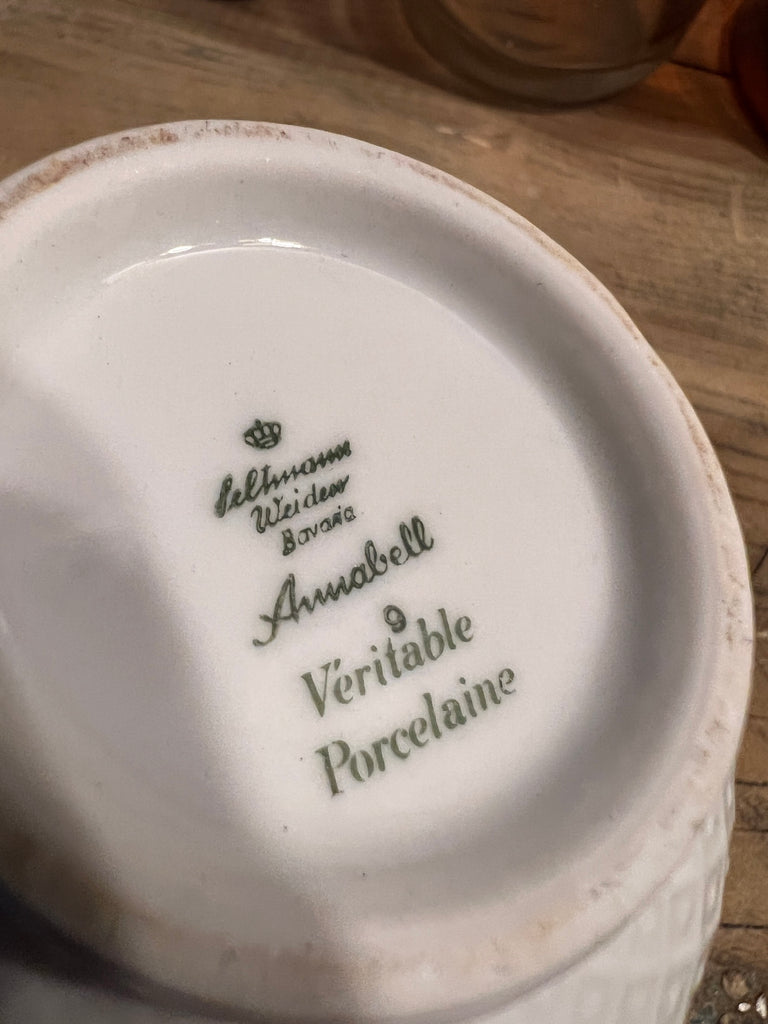 Seltmann
Weiden
Bavaria
Annabell
9
Véritable
Porcelaine